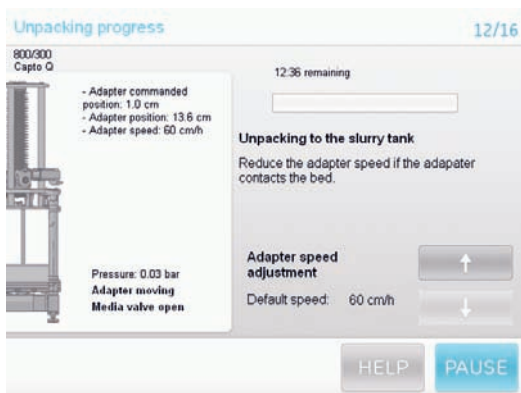 Unpacking progress
12/16
800/300
Capto Q
- Adapter commanded
position: 1.0 cm
- Adapter position: 13.6 cm
- Adapter speed: 60 cm/h
Pressure: 0.03 bar
Adapter moving
Media valve open
12:36 remaining
Unpacking to the slurry tank
Reduce the adapter speed if the adapater
contacts the bed.
Adapter speed
adjustment
Default speed: 60 cm/h
HELP
PAUSE